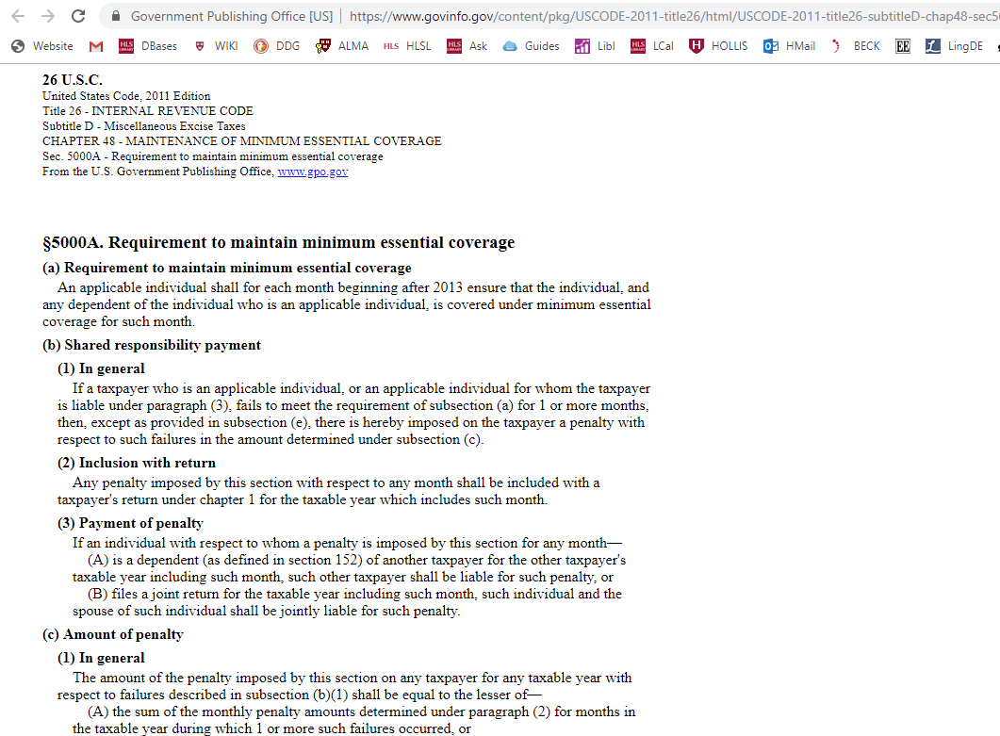 Government Publishing Office [US] | https://www.govinfo.gov/content/pkg/USCODE-2011-title26/html/USCODE-2011-title26-subtitleD-chap48-sec5
Website DBases WIKI DDG ALMA HLS HLSL Ask Guides Libl LCal HOLLIS HMail BECK EE LingDE
26 U.S.C.
United States Code, 2011 Edition
Title 26 - INTERNAL REVENUE CODE
Subtitle D - Miscellaneous Excise Taxes
CHAPTER 48 - MAINTENANCE OF MINIMUM ESSENTIAL COVERAGE
Sec. 5000A - Requirement to maintain minimum essential coverage
From the U.S. Government Publishing Office, www.gpo.gov
§5000A. Requirement to maintain minimum essential coverage
(a) Requirement to maintain minimum essential coverage
An applicable individual shall for each month beginning after 2013 ensure that the individual, and
any dependent of the individual who is an applicable individual, is covered under minimum essential
coverage for such month.
(b) Shared responsibility payment
(1) In general
If a taxpayer who is an applicable individual, or an applicable individual for whom the taxpayer
is liable under paragraph (3), fails to meet the requirement of subsection (a) for 1 or more months,
then, except as provided in subsection (e), there is hereby imposed on the taxpayer a penalty with
respect to such failures in the amount determined under subsection (c).
(2) Inclusion with return
Any penalty imposed by this section with respect to any month shall be included with a
taxpayer's return under chapter 1 for the taxable year which includes such month.
(3) Payment of penalty
If an individual with respect to whom a penalty is imposed by this section for any month—
(A) is a dependent (as defined in section 152) of another taxpayer for the other taxpayer's
taxable year including such month, such other taxpayer shall be liable for such penalty, or
(B) files a joint return for the taxable year including such month, such individual and the
spouse of such individual shall be jointly liable for such penalty.
(c) Amount of penalty
(1) In general
The amount of the penalty imposed by this section on any taxpayer for any taxable year with
respect to failures described in subsection (b)(1) shall be equal to the lesser of—
(A) the sum of the monthly penalty amounts determined under paragraph (2) for months in
the taxable year during which 1 or more such failures occurred, or